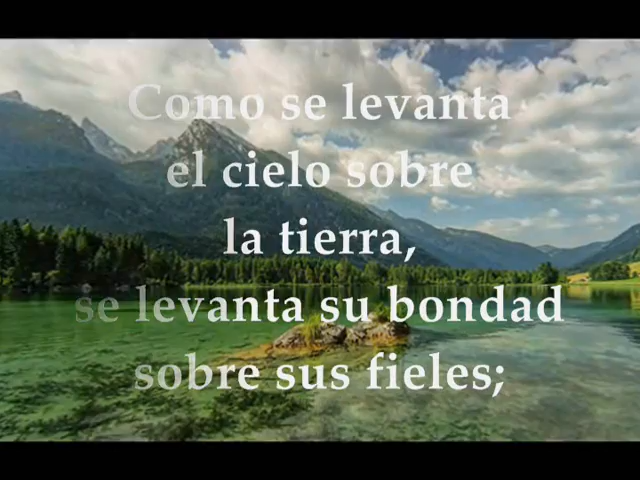 Como se levanta
el cielo sobre
la tierra,
se levanta su bondad
sobre sus fieles;